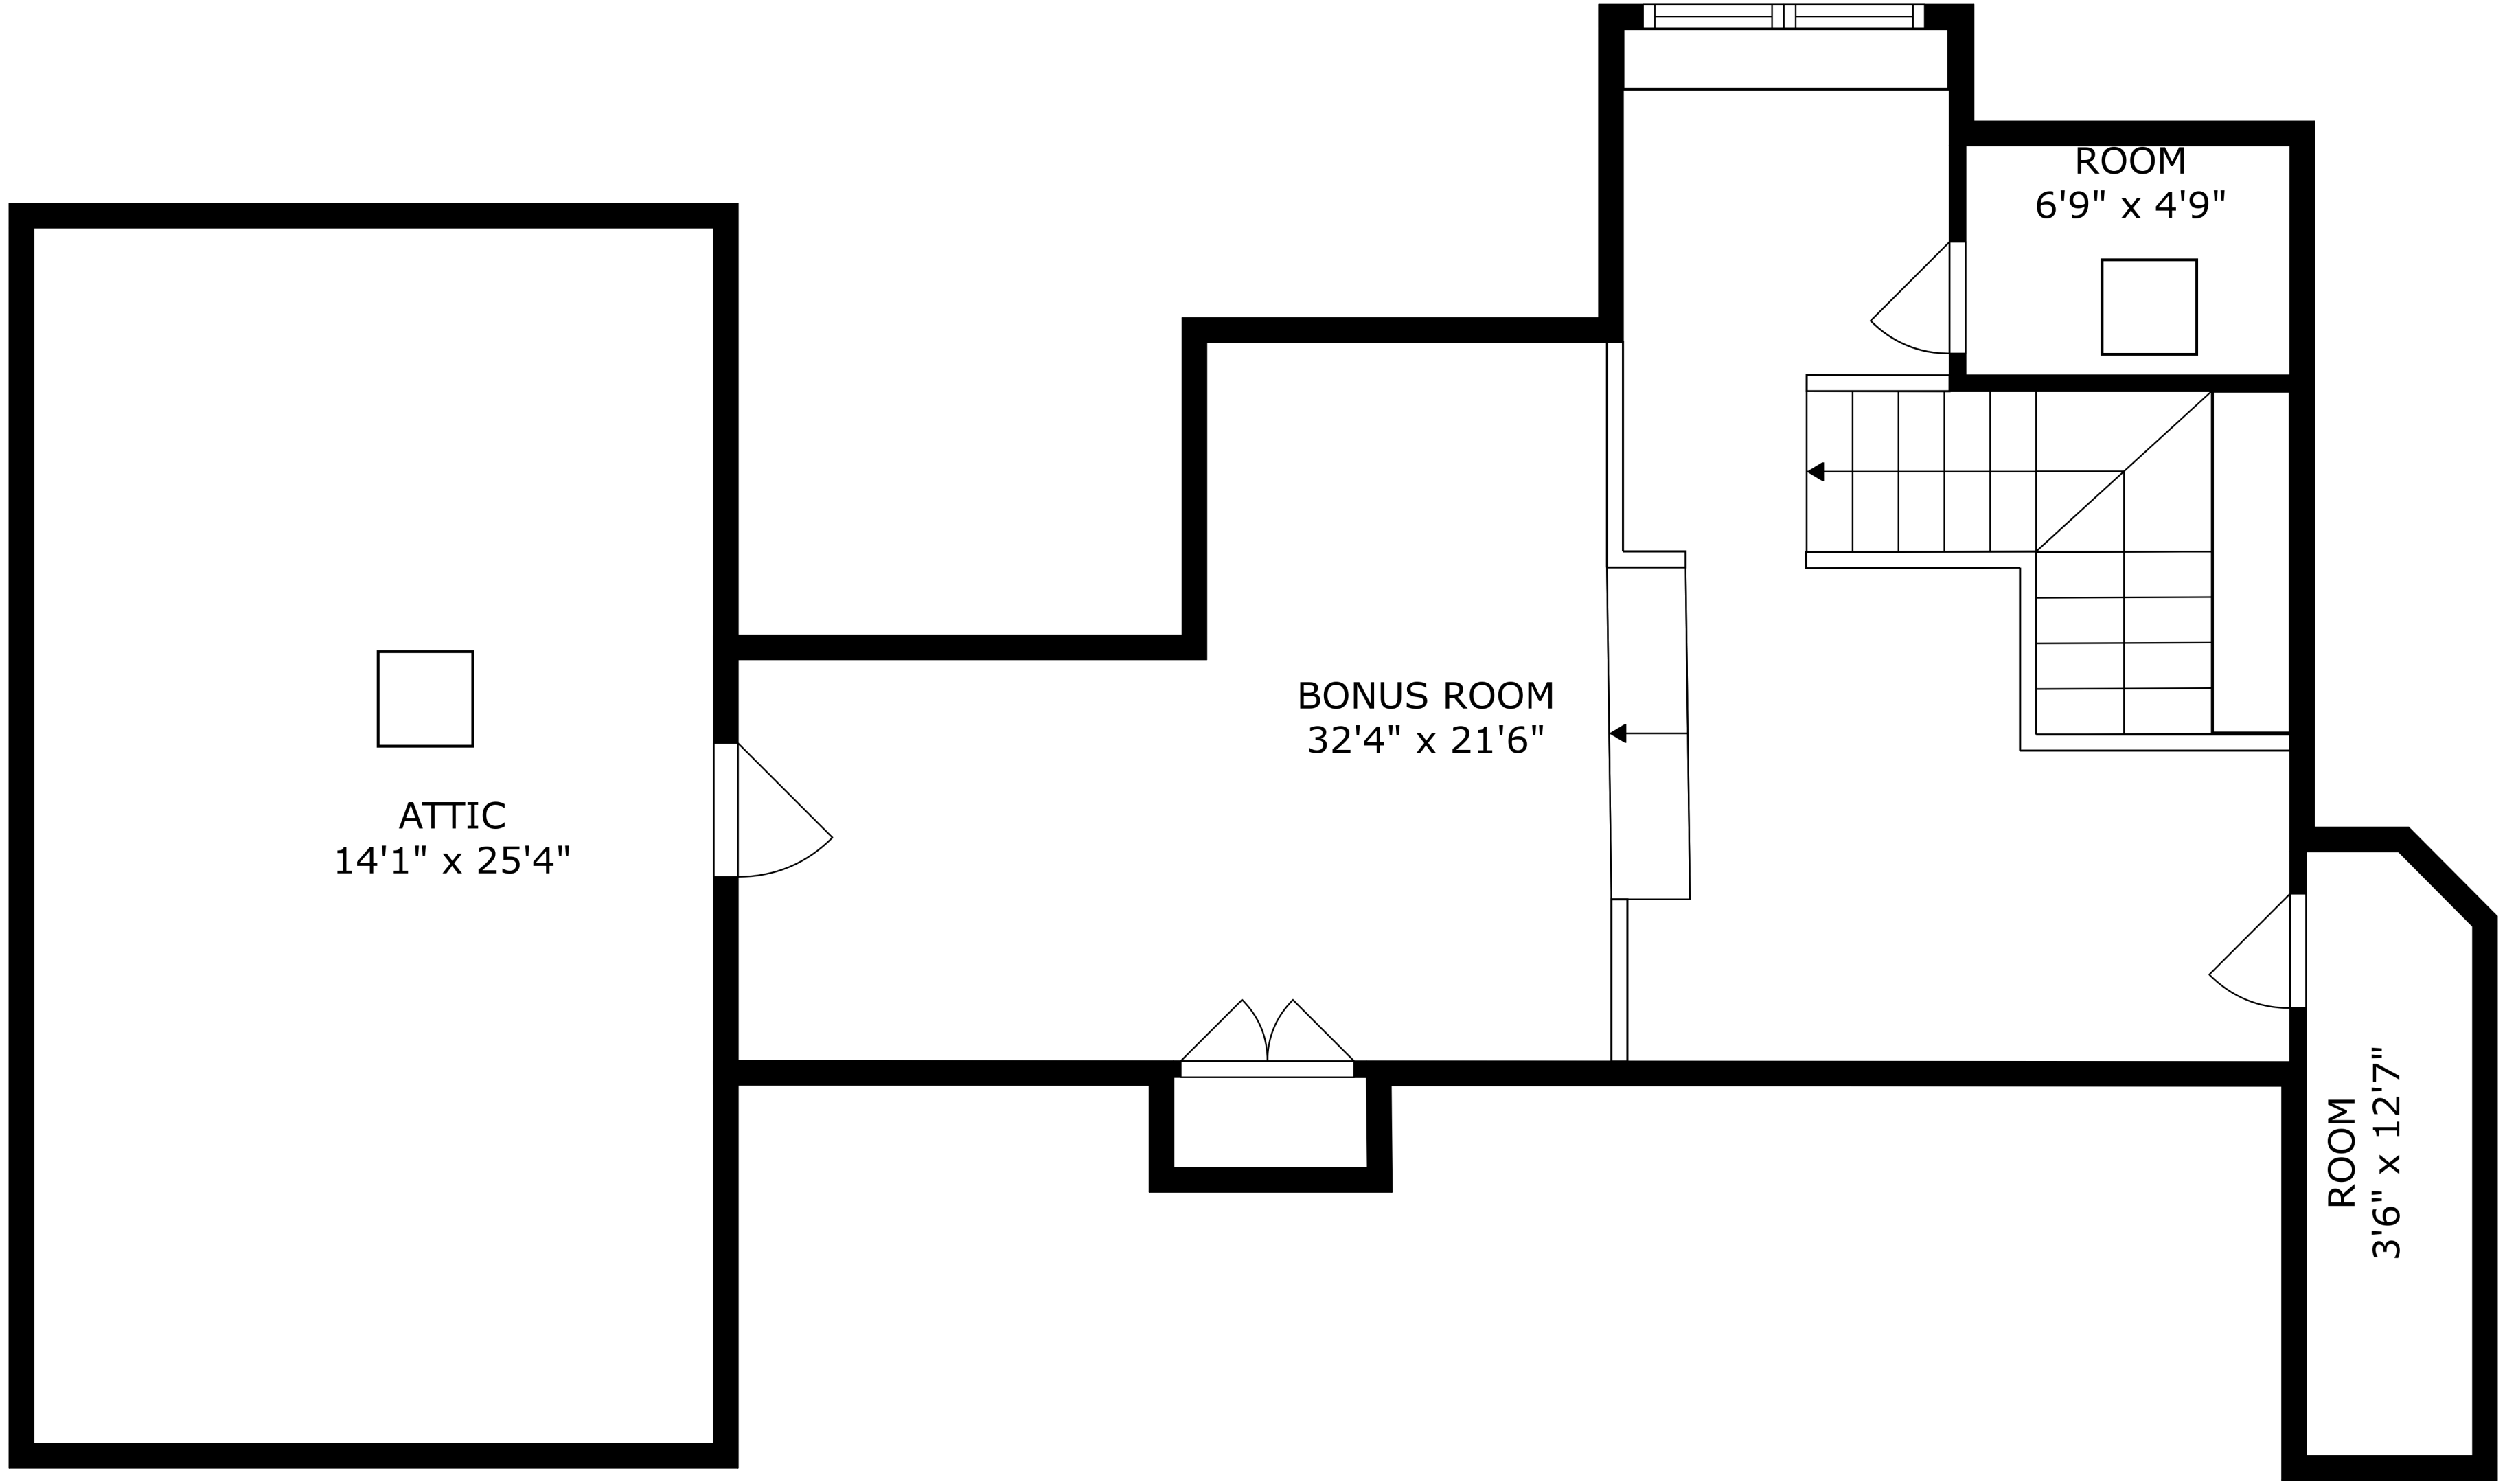 ROOM
6'9" x 4'9"
BONUS ROOM
32'4" x 21'6"
ATTIC
14'1" x 25'4"
ROOM
3'6" x 12'7"